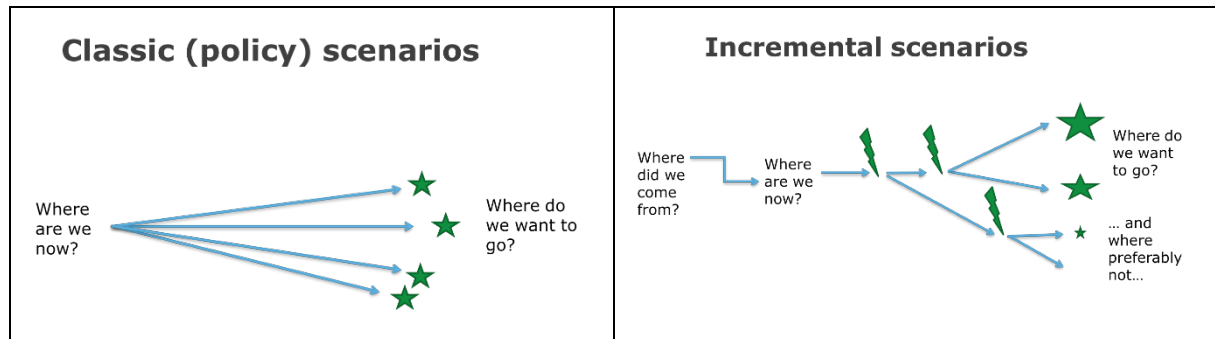 Classic (policy) scenarios
Where
are we
now?
Where do
we want to
go?
Incremental scenarios
Where
did we
come
from?
Where
are we
now?
Where do
we want
to go?
... and
where
preferably
not...